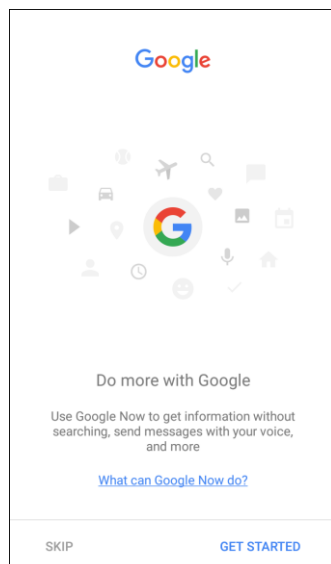 Google
G
Do more with Google
Use Google Now to get information without
searching, send messages with your voice,
and more
What can Google Now do?
SKIP GET STARTED